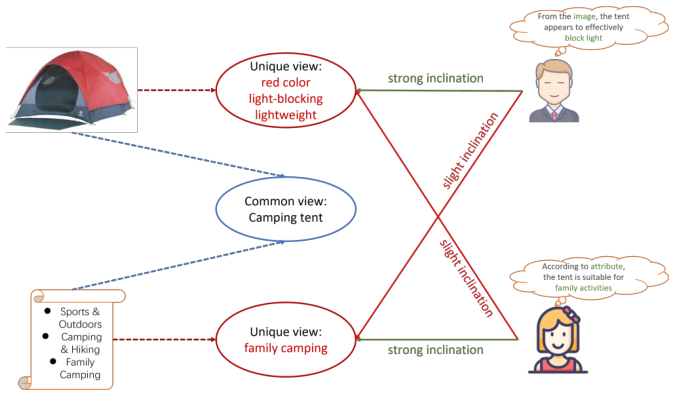 From the image, the tent
appears to effectively
block light
Unique view:
red color
light-blocking
lightweight
strong inclination
slight inclination
Common view:
Camping tent
slight inclination
According to attribute,
the tent is suitable for
family activities
● Sports &
Outdoors
● Camping
& Hiking
● Family
Camping
Unique view:
family camping
strong inclination